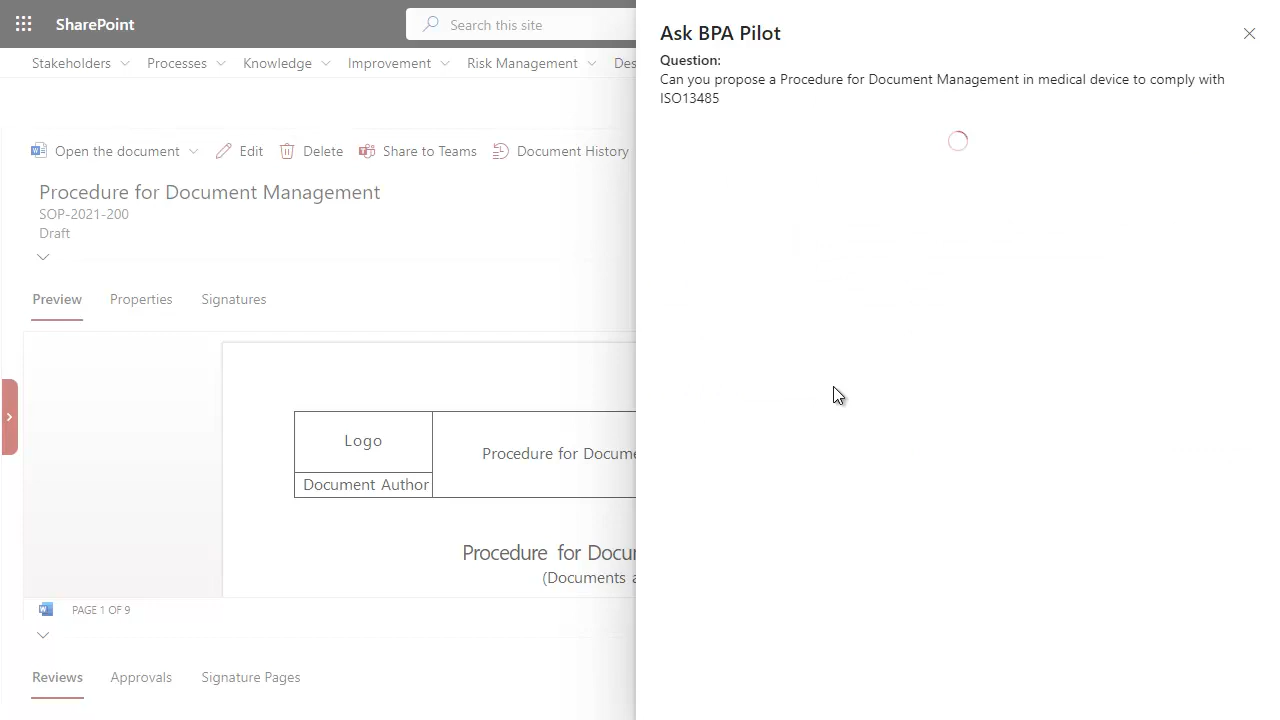 SharePoint
Search this site
Stakeholders Processes Knowledge Improvement Risk Management Des
Open the document Edit Delete Share to Teams Document History
Procedure for Document Management
SOP-2021-200
Draft
Preview Properties Signatures
Logo
Procedure for Docume
Document Author
Procedure for Docu
(Documents a
PAGE 1 OF 9
Reviews Approvals Signature Pages
Ask BPA Pilot
Question:
Can you propose a Procedure for Document Management in medical device to comply with
ISO13485